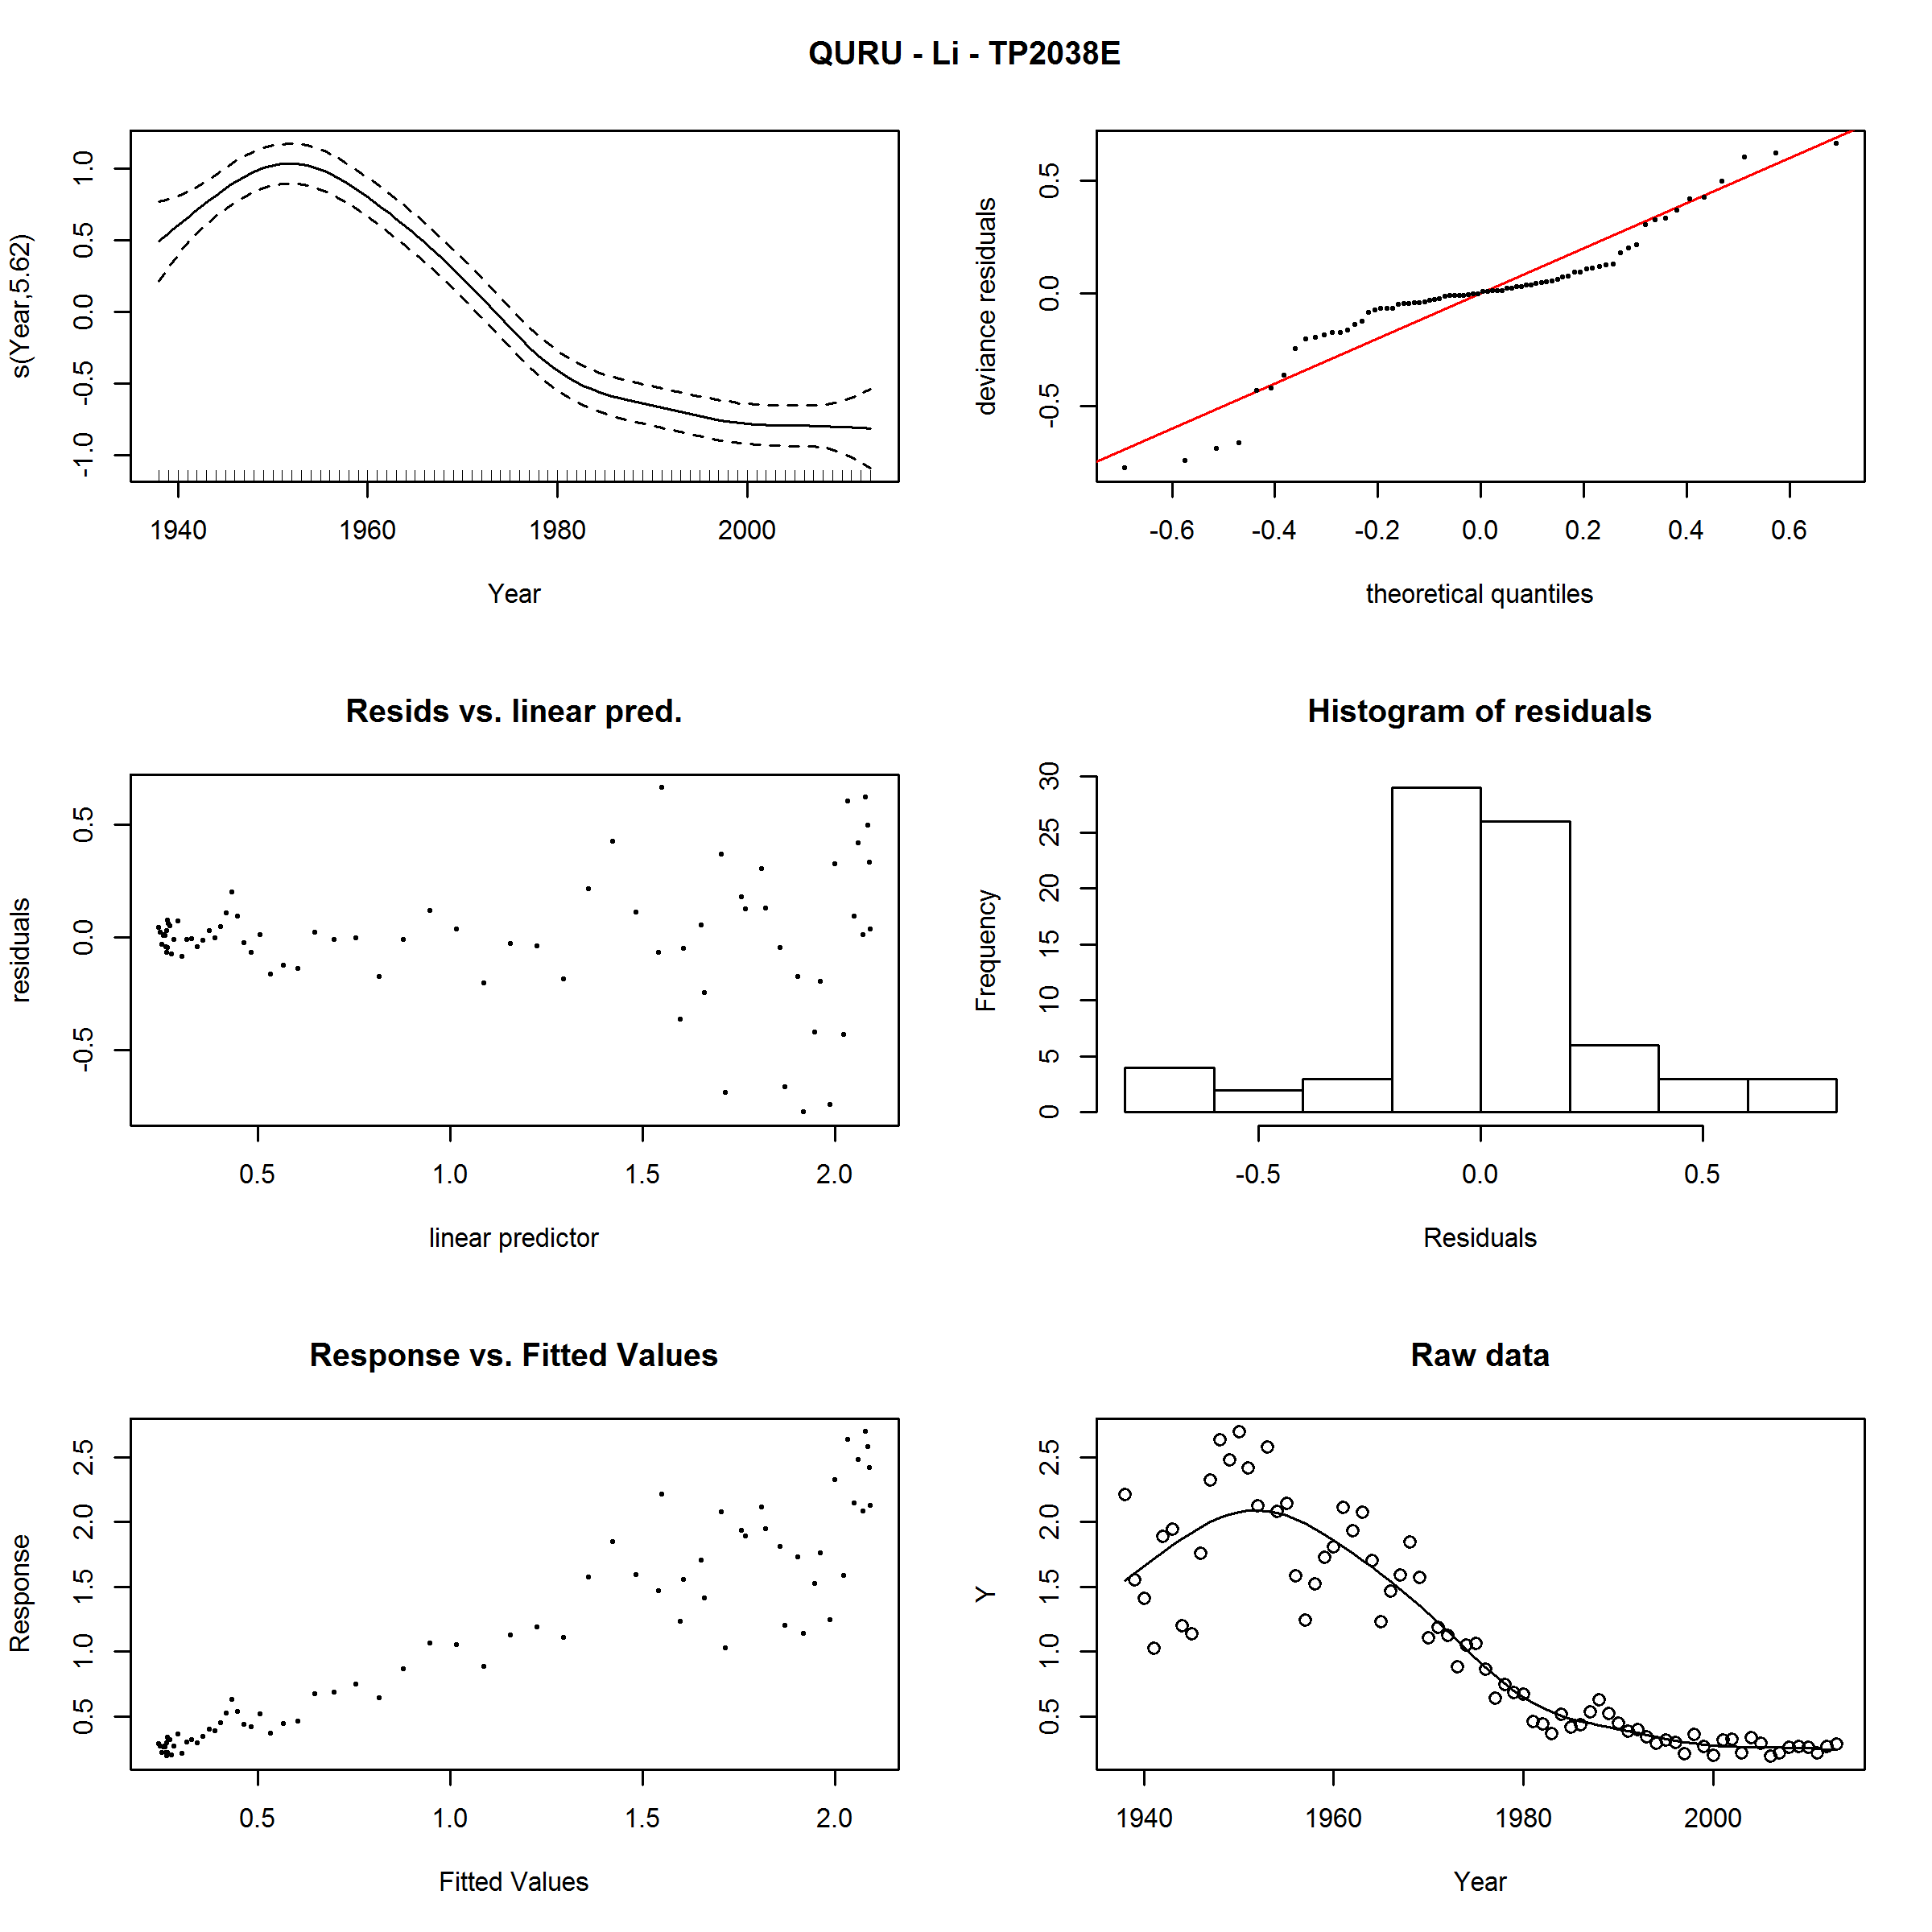 QURU - Li - TP2038E
s(Year,5.62)
1.0
0.5
0.0
-0.5
-1.0
1940 1960 1980 2000
Year
deviance residuals
0.5
0.0
-0.5
-0.6 -0.4 -0.2 0.0 0.2 0.4 0.6
theoretical quantiles
Resids vs. linear pred.
residuals
0.5
0.0
-0.5
0.5 1.0 1.5 2.0
linear predictor
Histogram of residuals
Frequency
30
25
20
15
10
5
0
-0.5 0.0 0.5
Residuals
Response vs. Fitted Values
Response
2.5
2.0
1.5
1.0
0.5
0.5 1.0 1.5 2.0
Fitted Values
Raw data
Y
2.5
2.0
1.5
1.0
0.5
1940 1960 1980 2000
Year